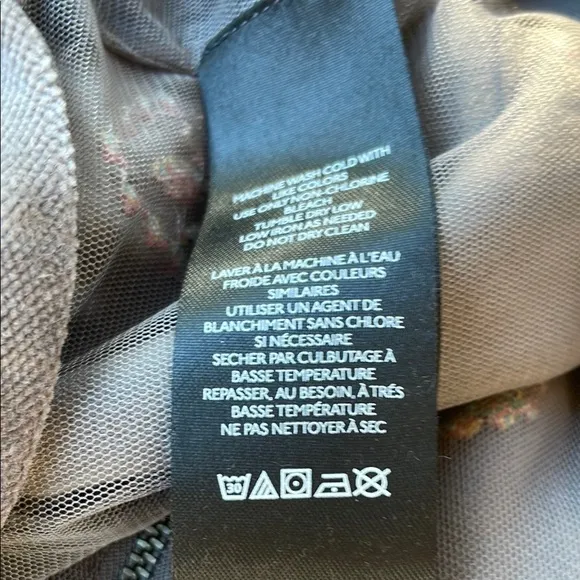 MACHINE WASH COLD WITH
LIKE COLORS
USE ONLY NON-CHLORINE
BLEACH
TUMBLE DRY LOW
LOW IRON AS NEEDED
DO NOT DRY CLEAN
LAVER À LA MACHINE À L'EAU
FROIDE AVEC COULEURS
SIMILAIRES
UTILISER UN AGENT DE
BLANCHIMENT SANS CHLORE
SI NÉCESSAIRE
SECHER PAR CULBUTAGE À
BASSE TEMPERATURE
REPASSER, AU BESOIN, À TRÉS
BASSE TEMPÉRATURE
NE PAS NETTOYER À SEC
30